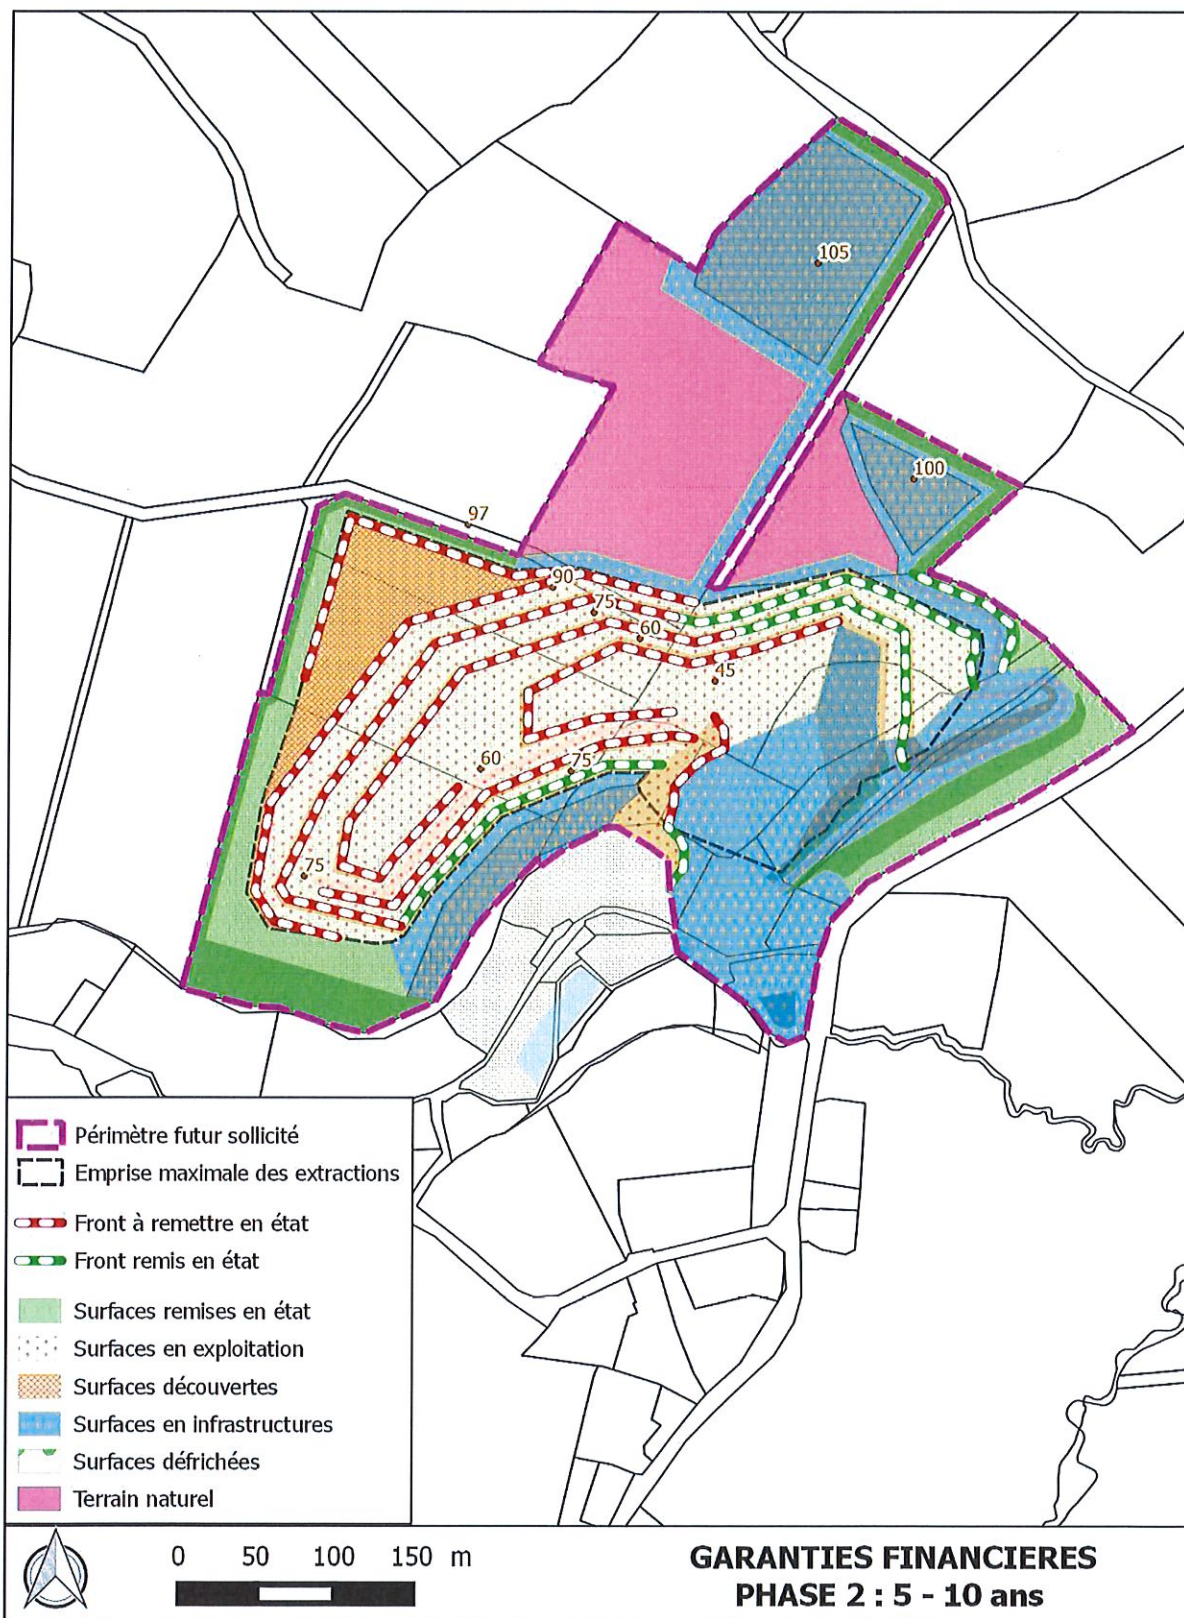 105
100
97
90
75
60
45
60
75
75
Périmètre futur sollicité
Emprise maximale des extractions
Front à remettre en état
Front remis en état
Surfaces remises en état
Surfaces en exploitation
Surfaces découvertes
Surfaces en infrastructures
Surfaces défrichées
Terrain naturel
0 50 100 150 m
GARANTIES FINANCIERES
PHASE 2 : 5 - 10 ans